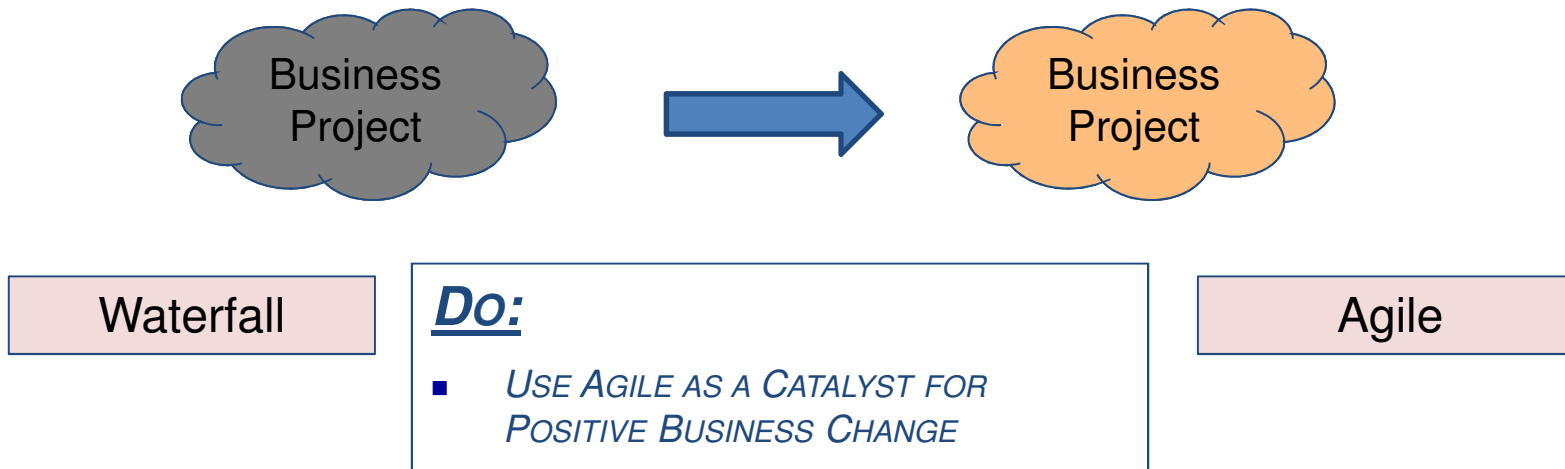 Business
Project
Business
Project
Waterfall
Do:
■ Use Agile as a Catalyst for
Positive Business Change
Agile